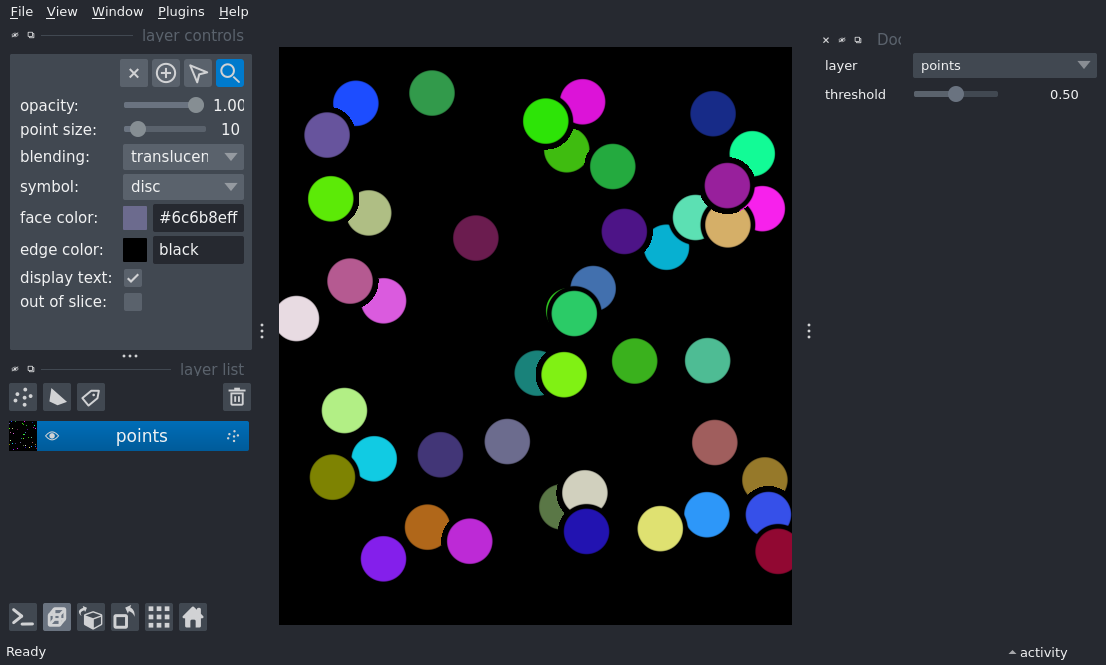 File View Window Plugins Help
layer controls
opacity: 1.00
point size: 10
blending: translucen
symbol: disc
face color: #6c6b8eff
edge color: black
display text:
out of slice:
layer list
points
Ready
Doc
layer points
threshold 0.50
activity